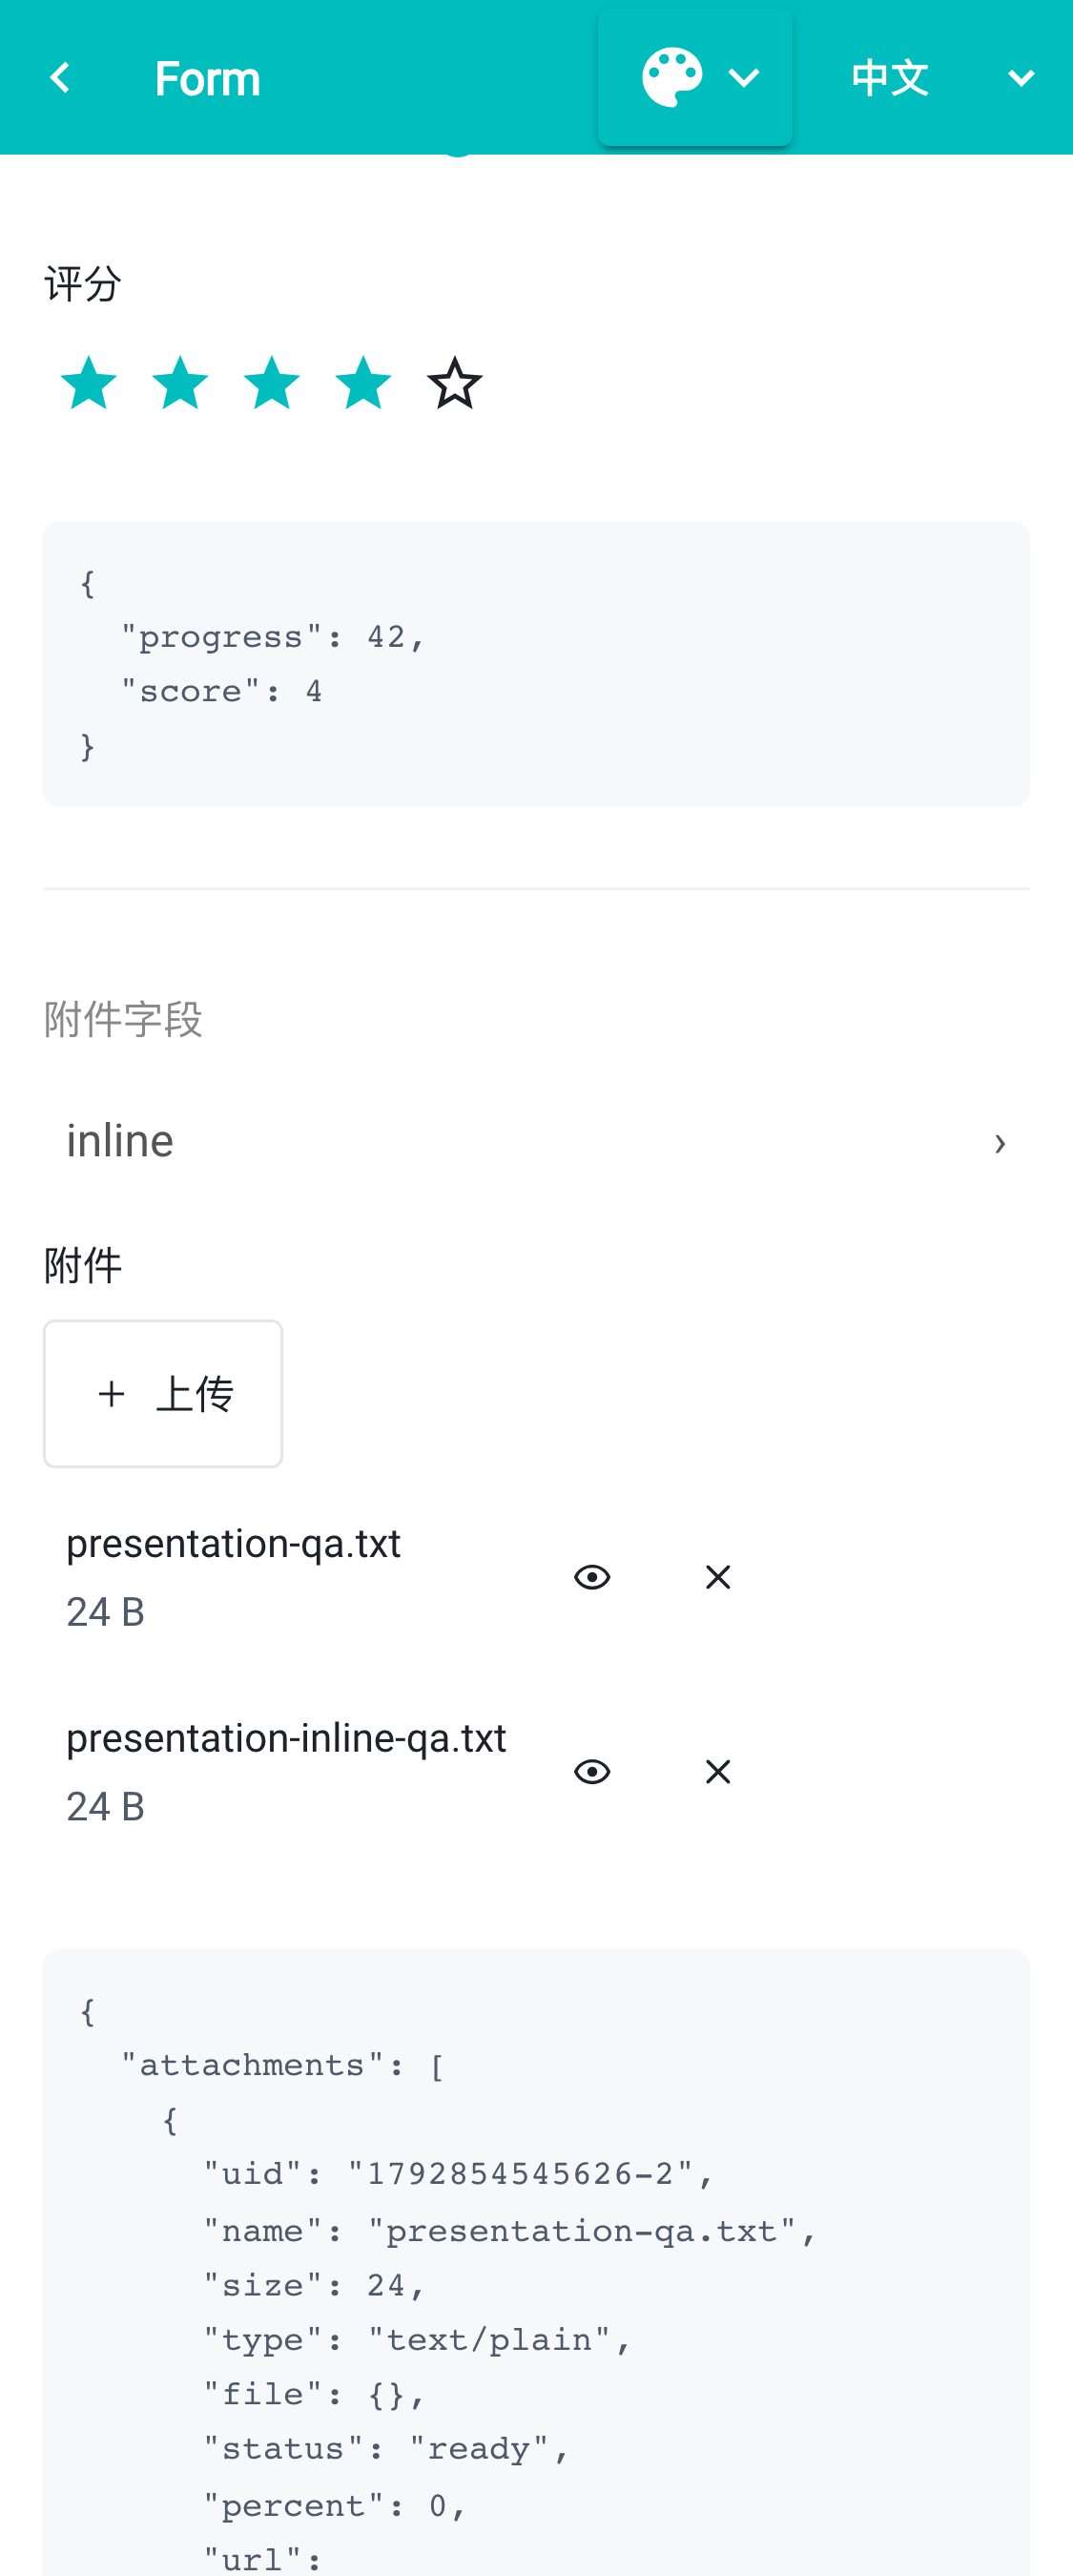 Form
中文
评分
{
  "progress": 42,
  "score": 4
}
附件字段
inline
附件
+ 上传
presentation-qa.txt
24 B
presentation-inline-qa.txt
24 B
{
  "attachments": [
    {
      "uid": "1792854545626-2",
      "name": "presentation-qa.txt",
      "size": 24,
      "type": "text/plain",
      "file": {},
      "status": "ready",
      "percent": 0,
      "url":